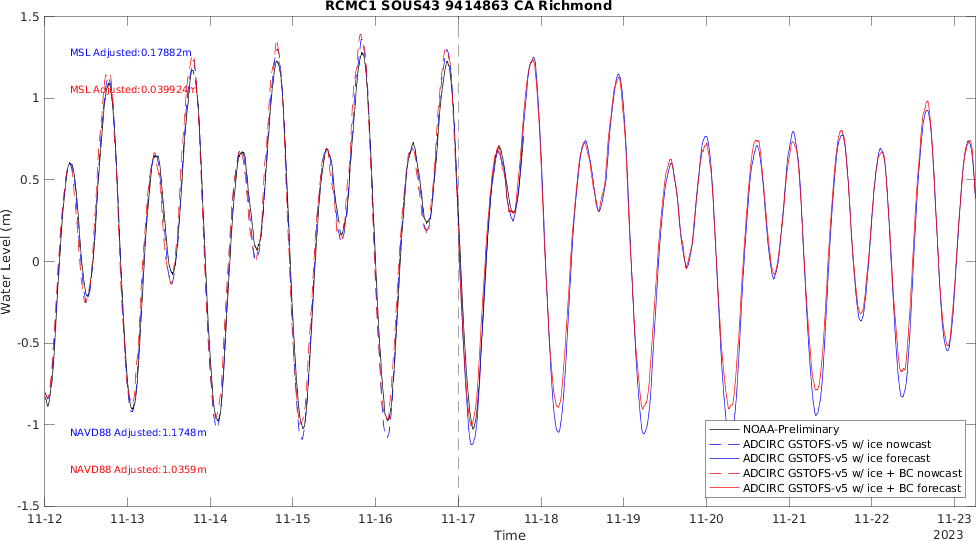 RCMC1 SOUS43 9414863 CA Richmond
1.5
MSL Adjusted:0.17882m
MSL Adjusted:0.039924m
1
0.5
0
-0.5
-1
-1.5
Water Level (m)
NAVD88 Adjusted:1.1748m
NAVD88 Adjusted:1.0359m
NOAA-Preliminary
ADCIRC GSTOFS-v5 w/ ice nowcast
ADCIRC GSTOFS-v5 w/ ice forecast
ADCIRC GSTOFS-v5 w/ ice + BC nowcast
ADCIRC GSTOFS-v5 w/ ice + BC forecast
11-12 11-13 11-14 11-15 11-16 11-17 11-18 11-19 11-20 11-21 11-22 11-23
Time
2023